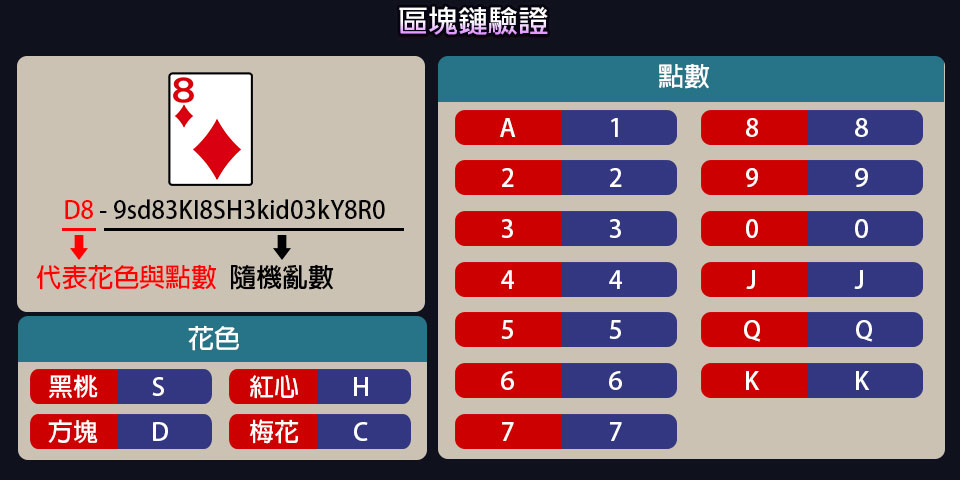 區塊鏈驗證
8
D8 - 9sd83KI8SH3kid03kY8R0
代表花色與點數 隨機亂數
花色
黑桃 S 紅心 H
方塊 D 梅花 C
點數
A 1 8 8
2 2 9 9
3 3 0 0
4 4 J J
5 5 Q Q
6 6 K K
7 7